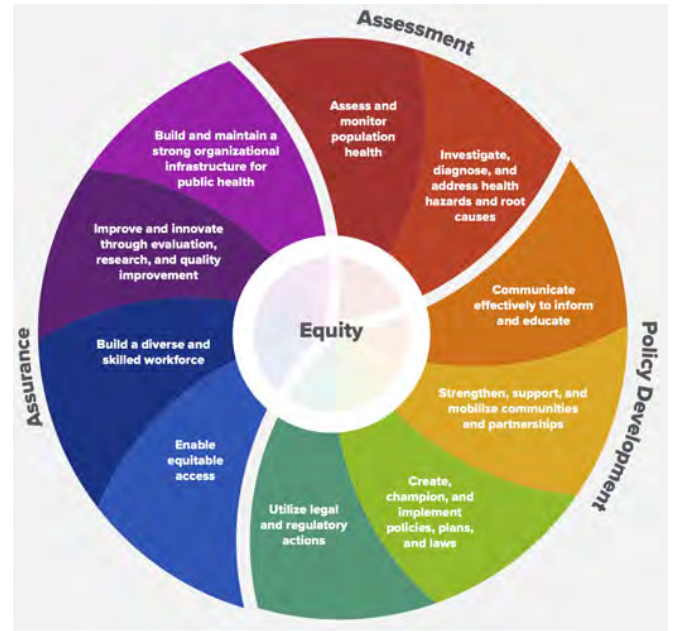 Assessment
Assess and
monitor
population
health
Investigate,
diagnose, and
address health
hazards and root
causes
Policy Development
Communicate
effectively to inform
and educate
Strengthen, support, and
mobilize communities
and partnerships
Create,
champion, and
implement
policies, plans,
and laws
Utilize legal
and regulatory
actions
Assurance
Enable
equitable
access
Build a diverse and
skilled workforce
Improve and innovate
through evaluation,
research, and quality
improvement
Build and maintain a
strong organizational
infrastructure for
public health
Equity